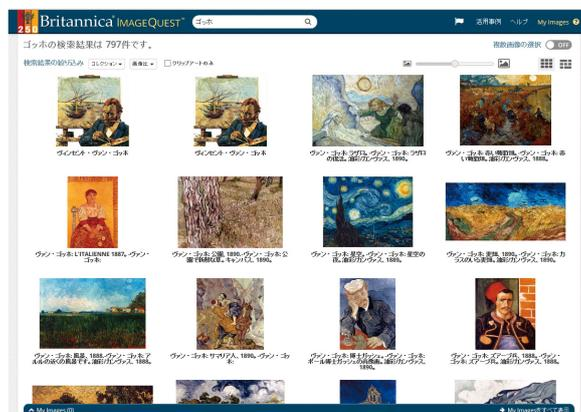 250
Britannica® IMAGEQUEST™
ゴッホ
活用事例
ヘルプ
My Images
ゴッホの検索結果は 797件です。
複数画像の選択
OFF
検索結果の絞り込み
コレクション
画像比
クリップアートのみ
ヴィンセント・ヴァン・ゴッホ
ヴィンセント・ヴァン・ゴッホ
ヴァン・ゴッホ: ラザロ。-ヴァン・ゴッホ: ラザロ
の復活。油彩/カンヴァス、1890。
ヴァン・ゴッホ: 赤い葡萄畑。-ヴァン・ゴッホ: 赤
い葡萄畑。油彩/カンヴァス、1888。
ヴァン・ゴッホ: L'ITALIENNE 1887。-ヴァン・
ゴッホ:
ヴァン・ゴッホ: 公園, 1890.-ヴァン・ゴッホ: 公
キャンバス、1890。
ヴァン・ゴッホ: 星空。-ヴァン・ゴッホ: 星空の
夜。油彩/カンヴァス、1889。
ヴァン・ゴッホ: 麦畑, 1890。-ヴァン・ゴッホ: カ
ラスのいる麦畑。油彩/カンヴァス、1890。
ヴァン・ゴッホ: 風景、1888.-ヴァン・ゴッホ: ア
ルルの近くの風景です。油彩/カンヴァス、1888。
ヴァン・ゴッホ: サマリア人、1890。-ヴァン・ゴッ
ホ:
ヴァン・ゴッホ: 博士ガッシェ。-ヴァン・ゴッホ:
ポール博士ガッシェの肖像画。油彩/カンヴァス、
1890。
ヴァン・ゴッホ: ズアーブ兵、1888。-ヴァン・
ゴッホ: ズアーブ兵。油彩/カンヴァス、1888。
My Images (0)
My Imagesをすべて表示